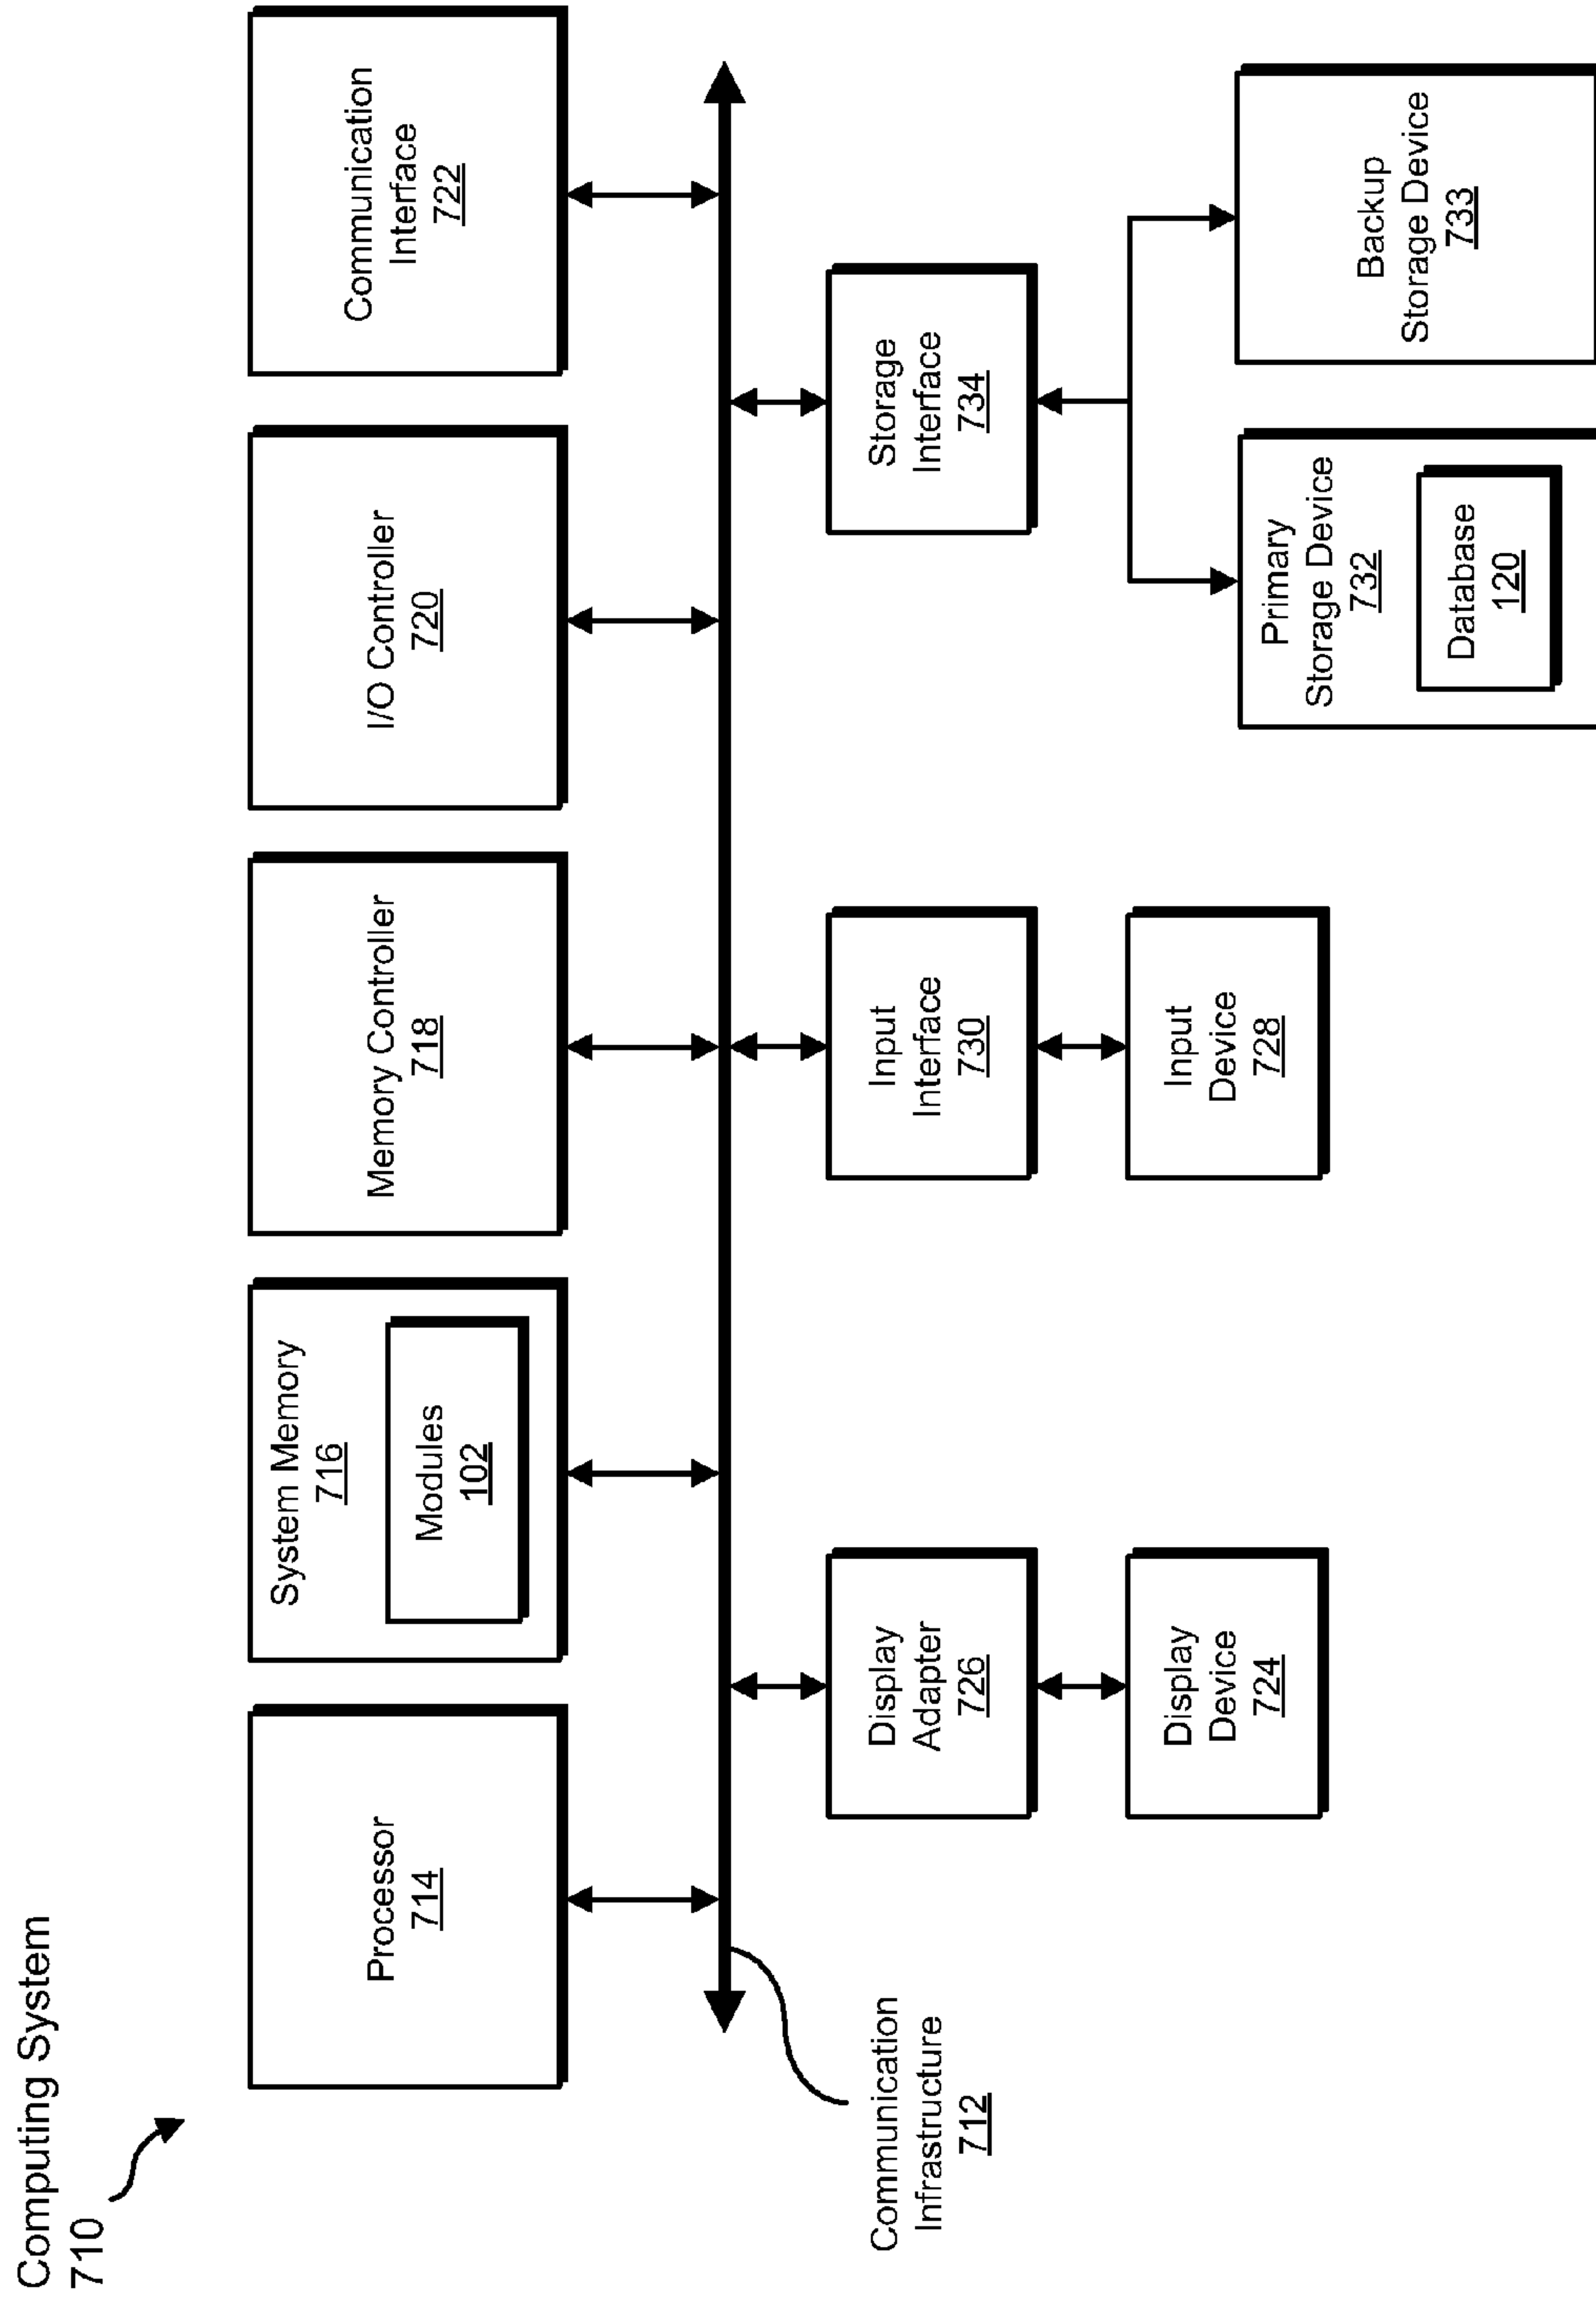 Computing System
710
Processor
714
System Memory
716
Modules
102
Memory Controller
718
I/O Controller
720
Communication
Interface
722
Communication
Infrastructure
712
Display
Adapter
726
Input
Interface
730
Storage
Interface
734
Display
Device
724
Input
Device
728
Primary
Storage Device
732
Database
120
Backup
Storage Device
733